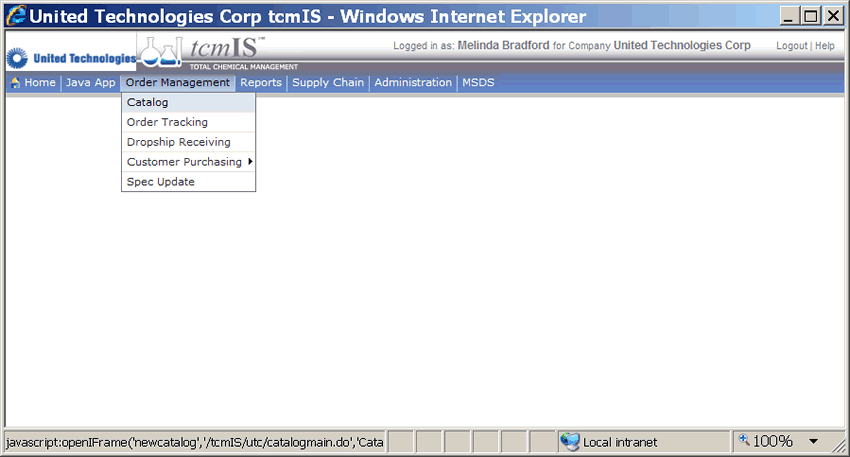 United Technologies Corp tcmIS - Windows Internet Explorer
United Technologies
tcmIS™
TOTAL CHEMICAL MANAGEMENT
Logged in as: Melinda Bradford for Company United Technologies Corp
Logout | Help
Home | Java App | Order Management | Reports | Supply Chain | Administration | MSDS
Catalog
Order Tracking
Dropship Receiving
Customer Purchasing
Spec Update
javascript:openIFrame('newcatalog','/tcmIS/utc/catalogmain.do','Cata
Local intranet
100%